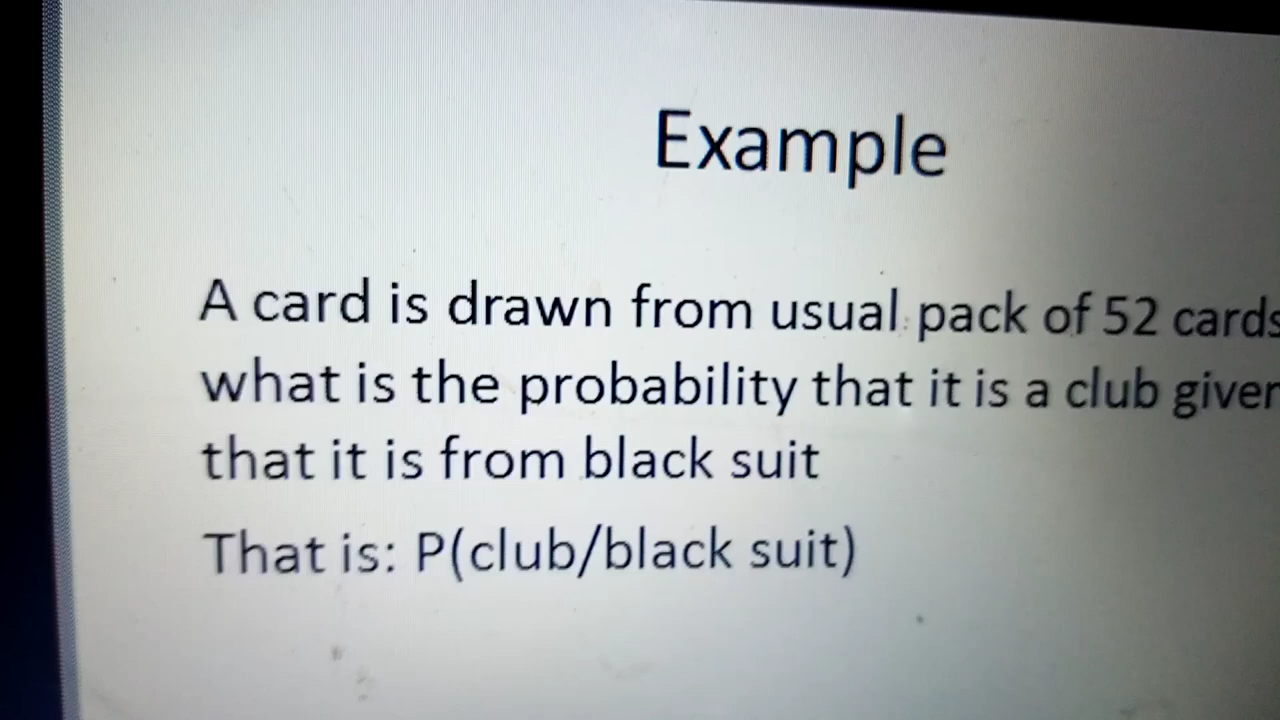 Example
A card is drawn from usual pack of 52 cards
what is the probability that it is a club given
that it is from black suit
That is: P(club/black suit)